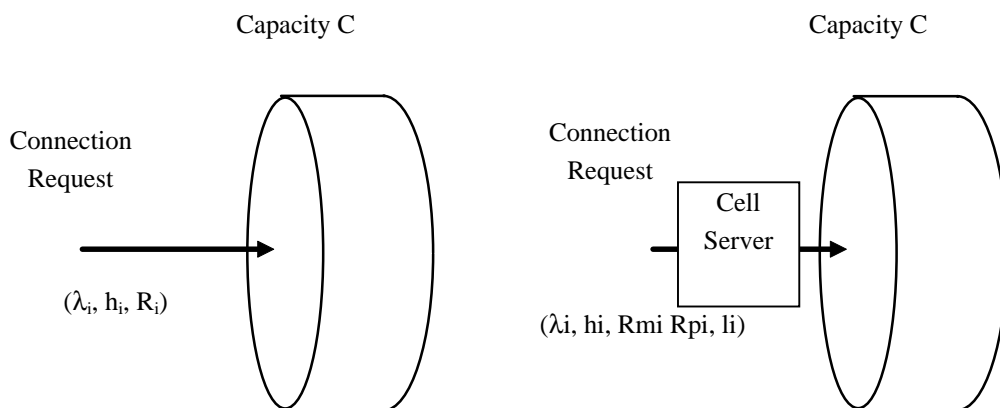 Capacity C
Capacity C
Connection
Request
Connection
Request
Cell
Server
(λi, hi, Ri)
(λi, hi, Rmi Rpi, li)